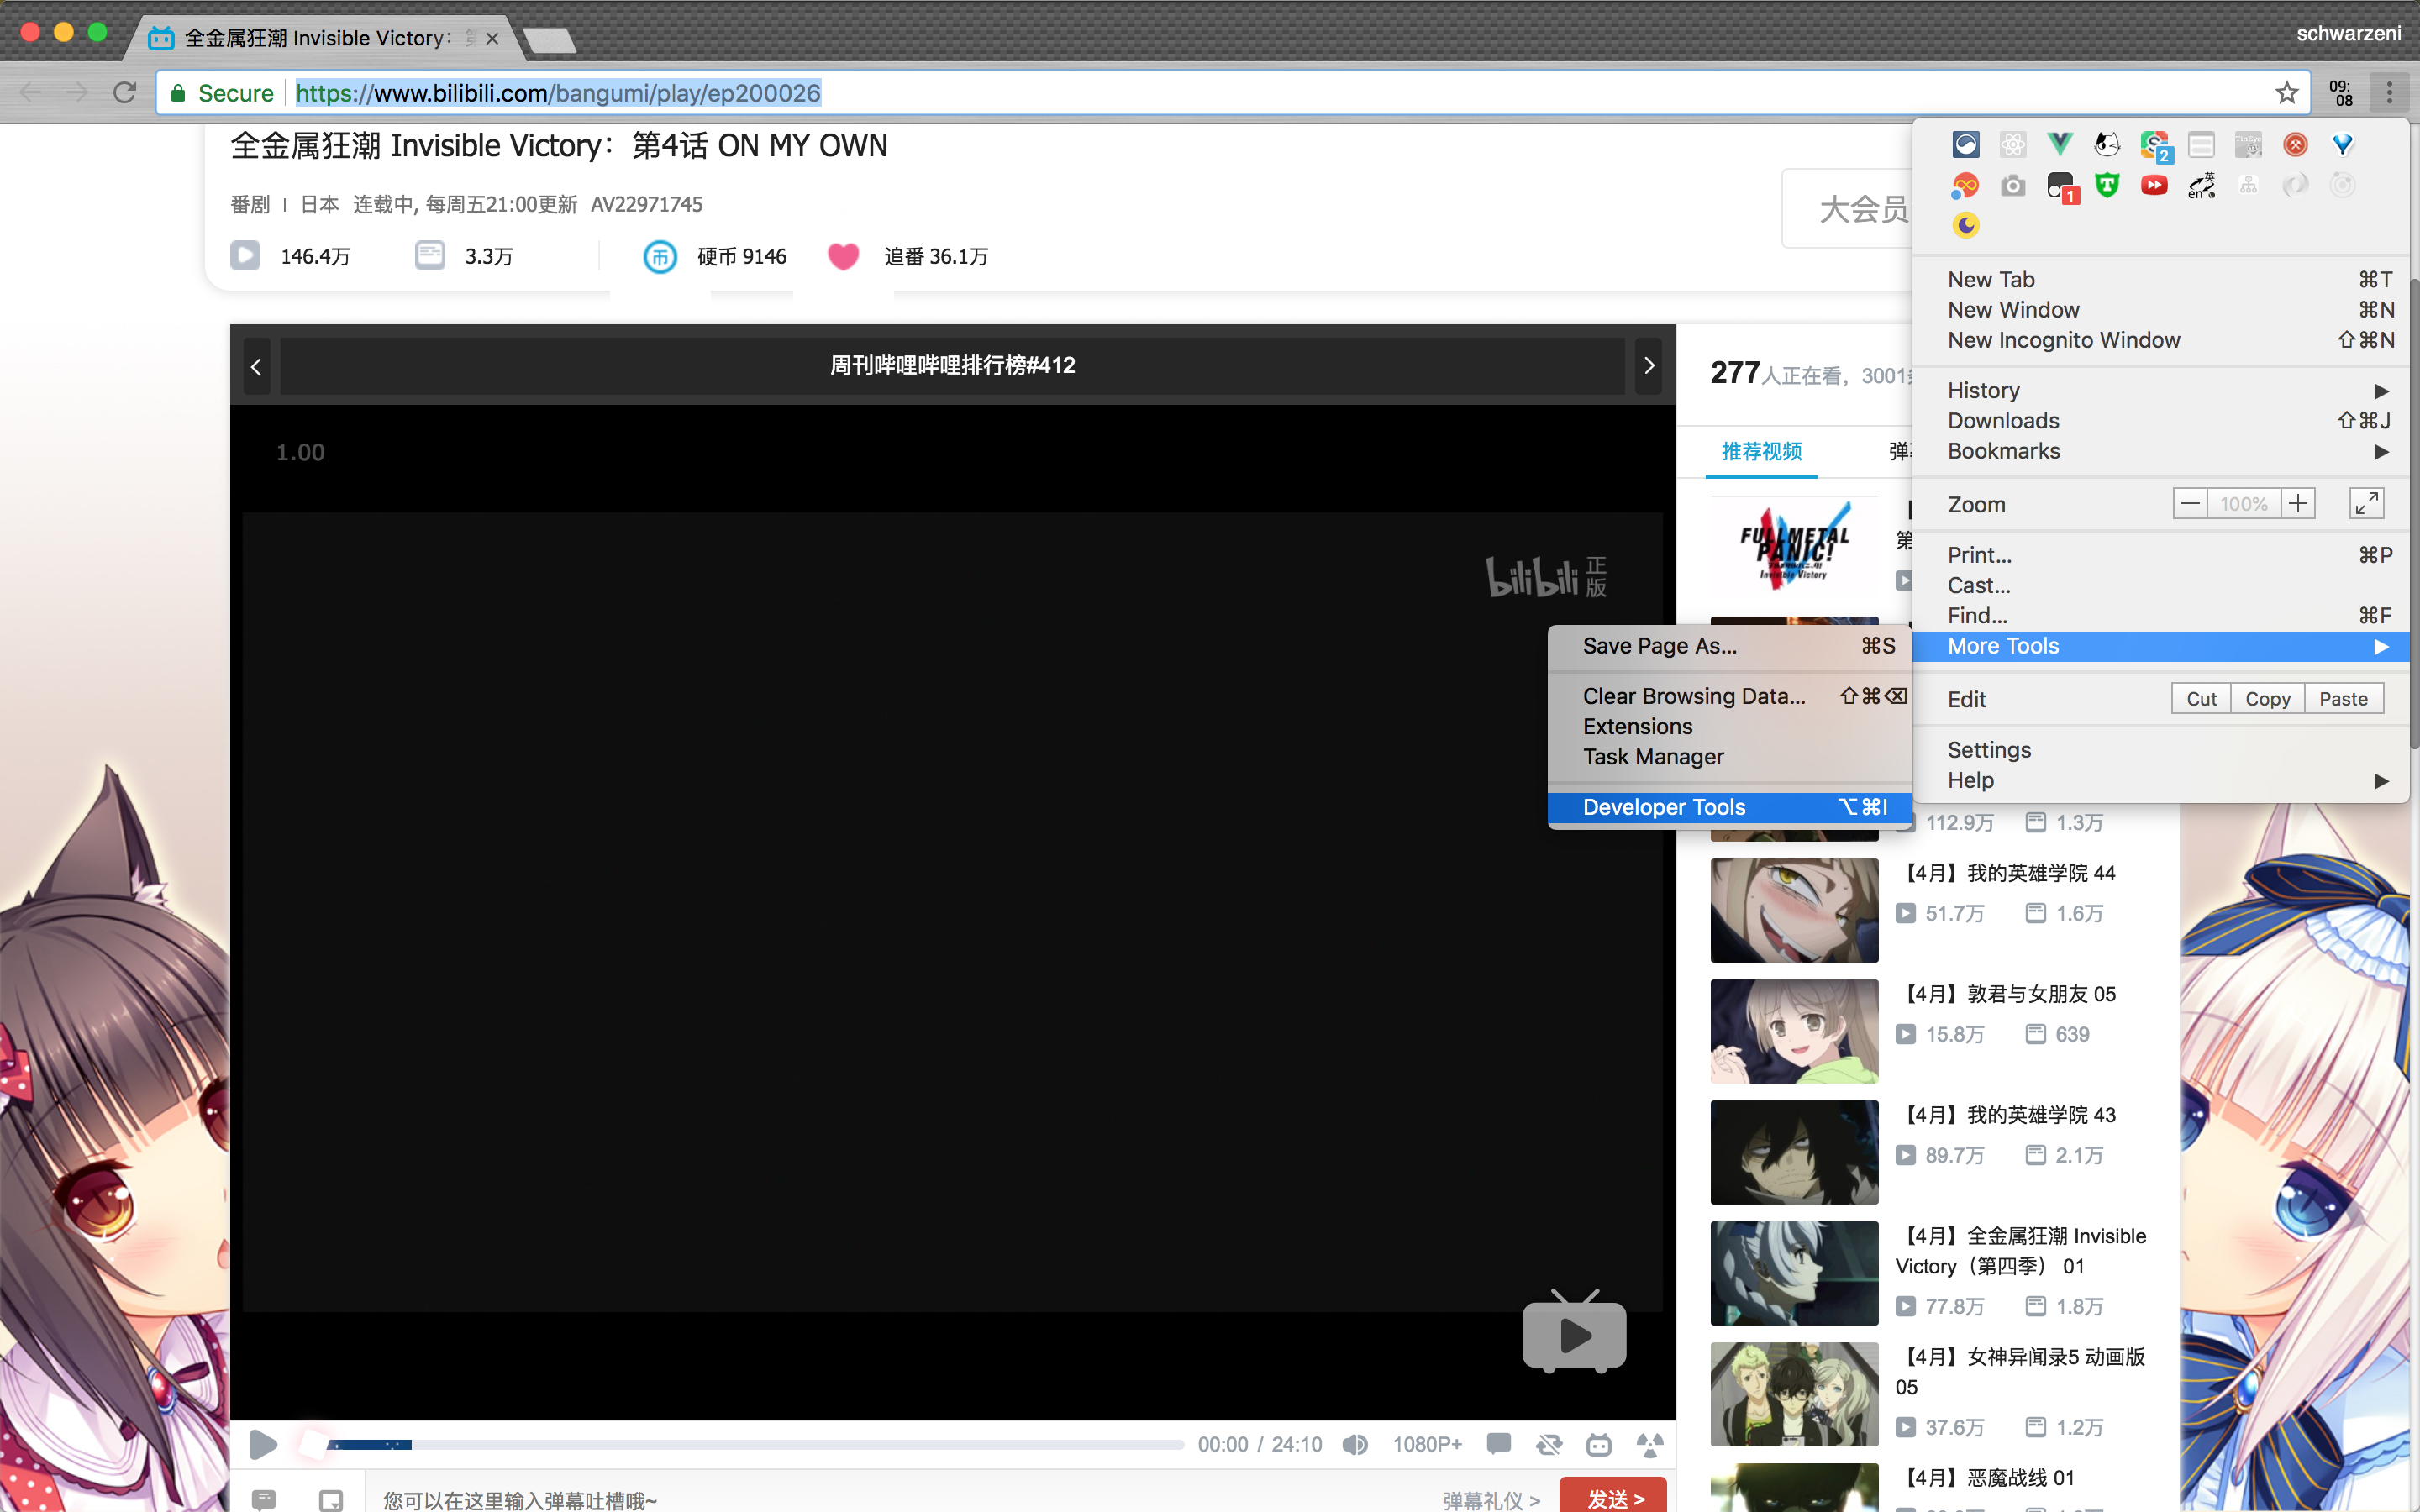 全金属狂潮 Invisible Victory：
schwarzeni
Secure
https://www.bilibili.com/bangumi/play/ep200026
09:
08
全金属狂潮 Invisible Victory：第4话 ON MY OWN
番剧 | 日本 连载中, 每周五21:00更新 AV22971745
146.4万 3.3万 硬币 9146 追番 36.1万
大会员
周刊哔哩哔哩排行榜#412
1.00
bilibili 正版
277人正在看，3001
推荐视频
FULLMETAL
PANIC!
Invisible Victory
第
2
TinEye
1
en 英
New Tab ⌘T
New Window ⌘N
New Incognito Window ⇧⌘N
History ▶
Downloads ⇧⌘J
Bookmarks ▶
Zoom — 100% +
Print... ⌘P
Cast...
Find... ⌘F
More Tools ▶
Edit Cut Copy Paste
Settings
Help ▶
Save Page As... ⌘S
Clear Browsing Data... ⇧⌘⌫
Extensions
Task Manager
Developer Tools ⌥⌘I
112.9万 1.3万
【4月】我的英雄学院 44
51.7万 1.6万
【4月】敦君与女朋友 05
15.8万 639
【4月】我的英雄学院 43
89.7万 2.1万
【4月】全金属狂潮 Invisible
Victory（第四季） 01
77.8万 1.8万
【4月】女神异闻录5 动画版
05
37.6万 1.2万
【4月】恶魔战线 01
00:00 / 24:10 1080P+
您可以在这里输入弹幕吐槽哦~
弹幕礼仪 >
发送 >